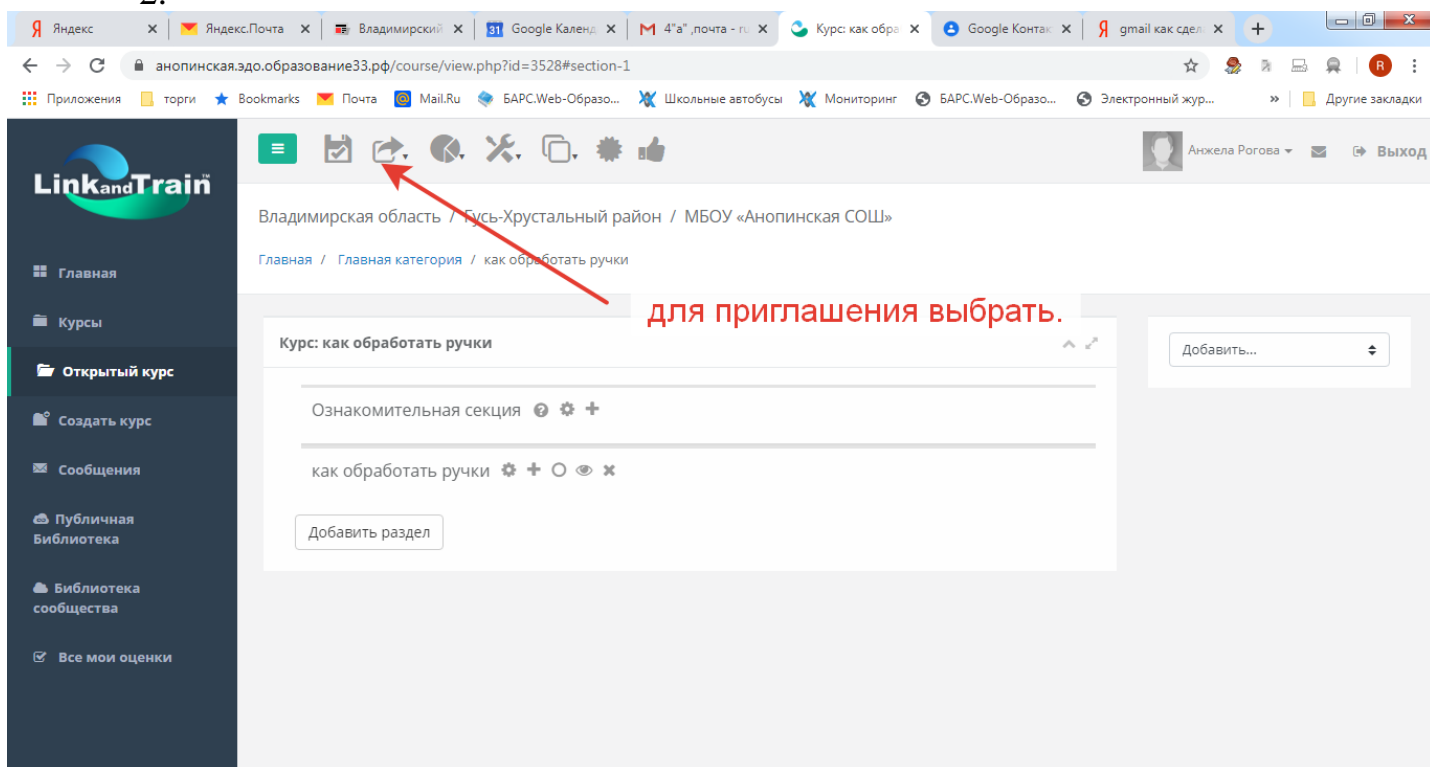 2.
Яндекс
Яндекс.Почта
Владимирский
31 Google Календ
4"а" ,почта - ru
Курс: как обра
Google Контак
gmail как сдел
анопинская.эдо.образование33.рф/course/view.php?id=3528#section-1
R
Приложения торги Bookmarks Почта Mail.Ru БАРС.Web-Образо... Школьные автобусы Мониторинг БАРС.Web-Образо... Электронный жур... » Другие закладки
LinkandTrain
Анжела Рогова Выход
Владимирская область / Гусь-Хрустальный район / МБОУ «Анопинская СОШ»
Главная / Главная категория / как обработать ручки
для приглашения выбрать.
Главная
Курсы
Открытый курс
Создать курс
Сообщения
Публичная
Библиотека
Библиотека
сообщества
Все мои оценки
Курс: как обработать ручки
Ознакомительная секция
как обработать ручки
Добавить раздел
Добавить...